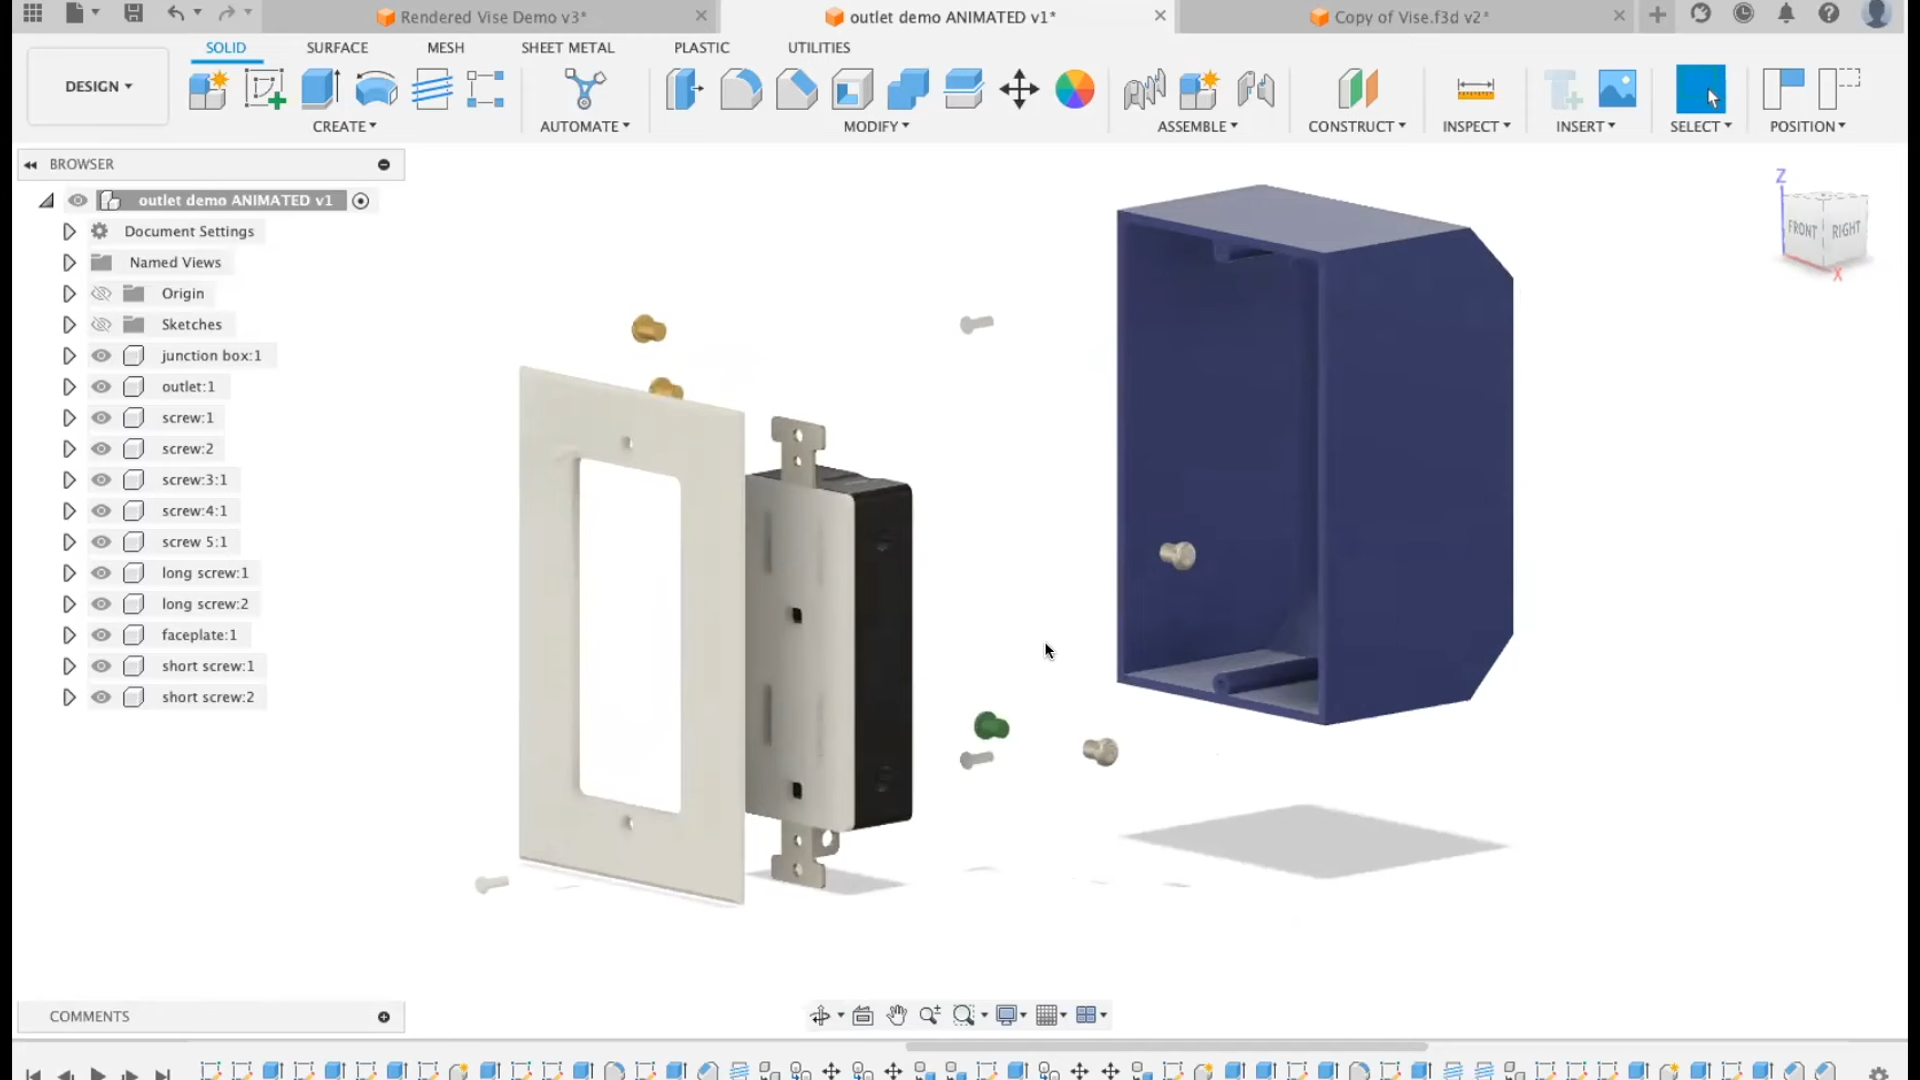 Rendered Vise Demo v3*
outlet demo ANIMATED v1*
Copy of Vise.f3d v2*
SOLID SURFACE MESH SHEET METAL PLASTIC UTILITIES
DESIGN
CREATE AUTOMATE MODIFY ASSEMBLE CONSTRUCT INSPECT INSERT SELECT POSITION
BROWSER
outlet demo ANIMATED v1
Document Settings
Named Views
Origin
Sketches
junction box:1
outlet:1
screw:1
screw:2
screw:3:1
screw:4:1
screw 5:1
long screw:1
long screw:2
faceplate:1
short screw:1
short screw:2
Z
FRONT RIGHT
X
COMMENTS